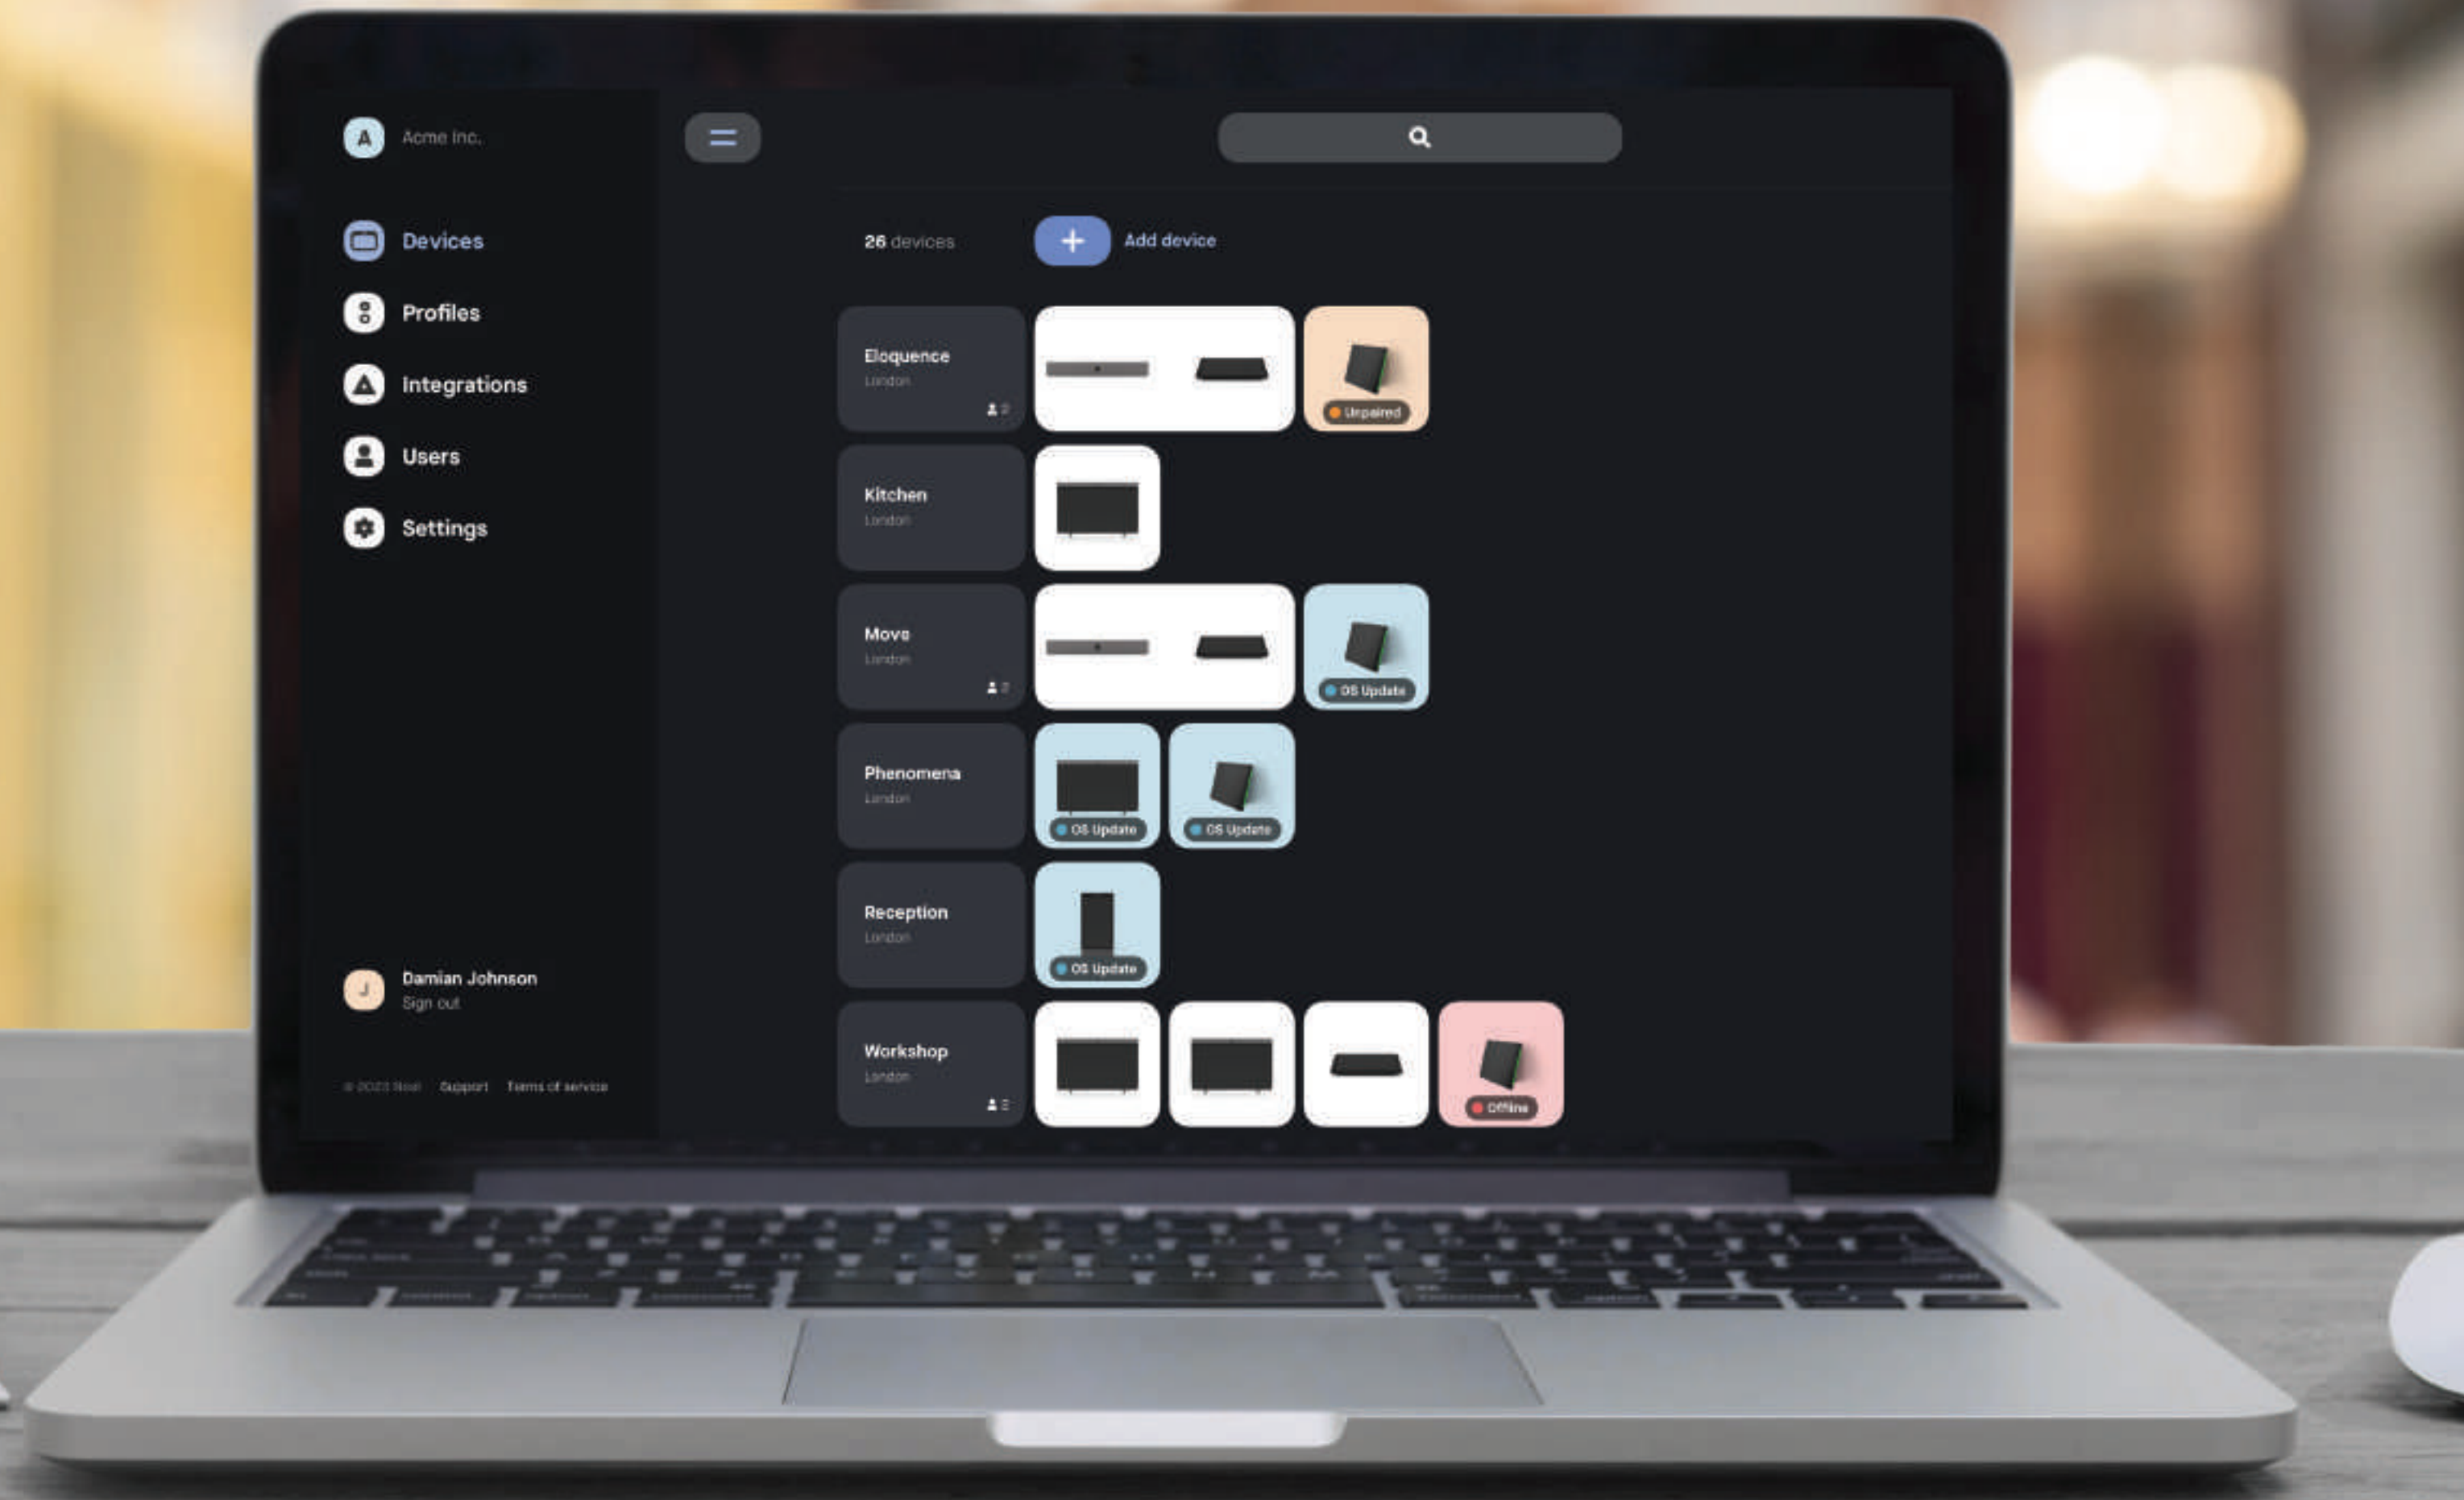 A Acme Inc.
26 devices
Add device
Devices
Profiles
Integrations
Users
Settings
Eloquence
London
Unpaired
Kitchen
London
Move
London
OS Update
Phenomena
London
OS Update
OS Update
Reception
London
OS Update
Workshop
London
Offline
J Damian Johnson
Sign out
© 2023 Support Terms of service